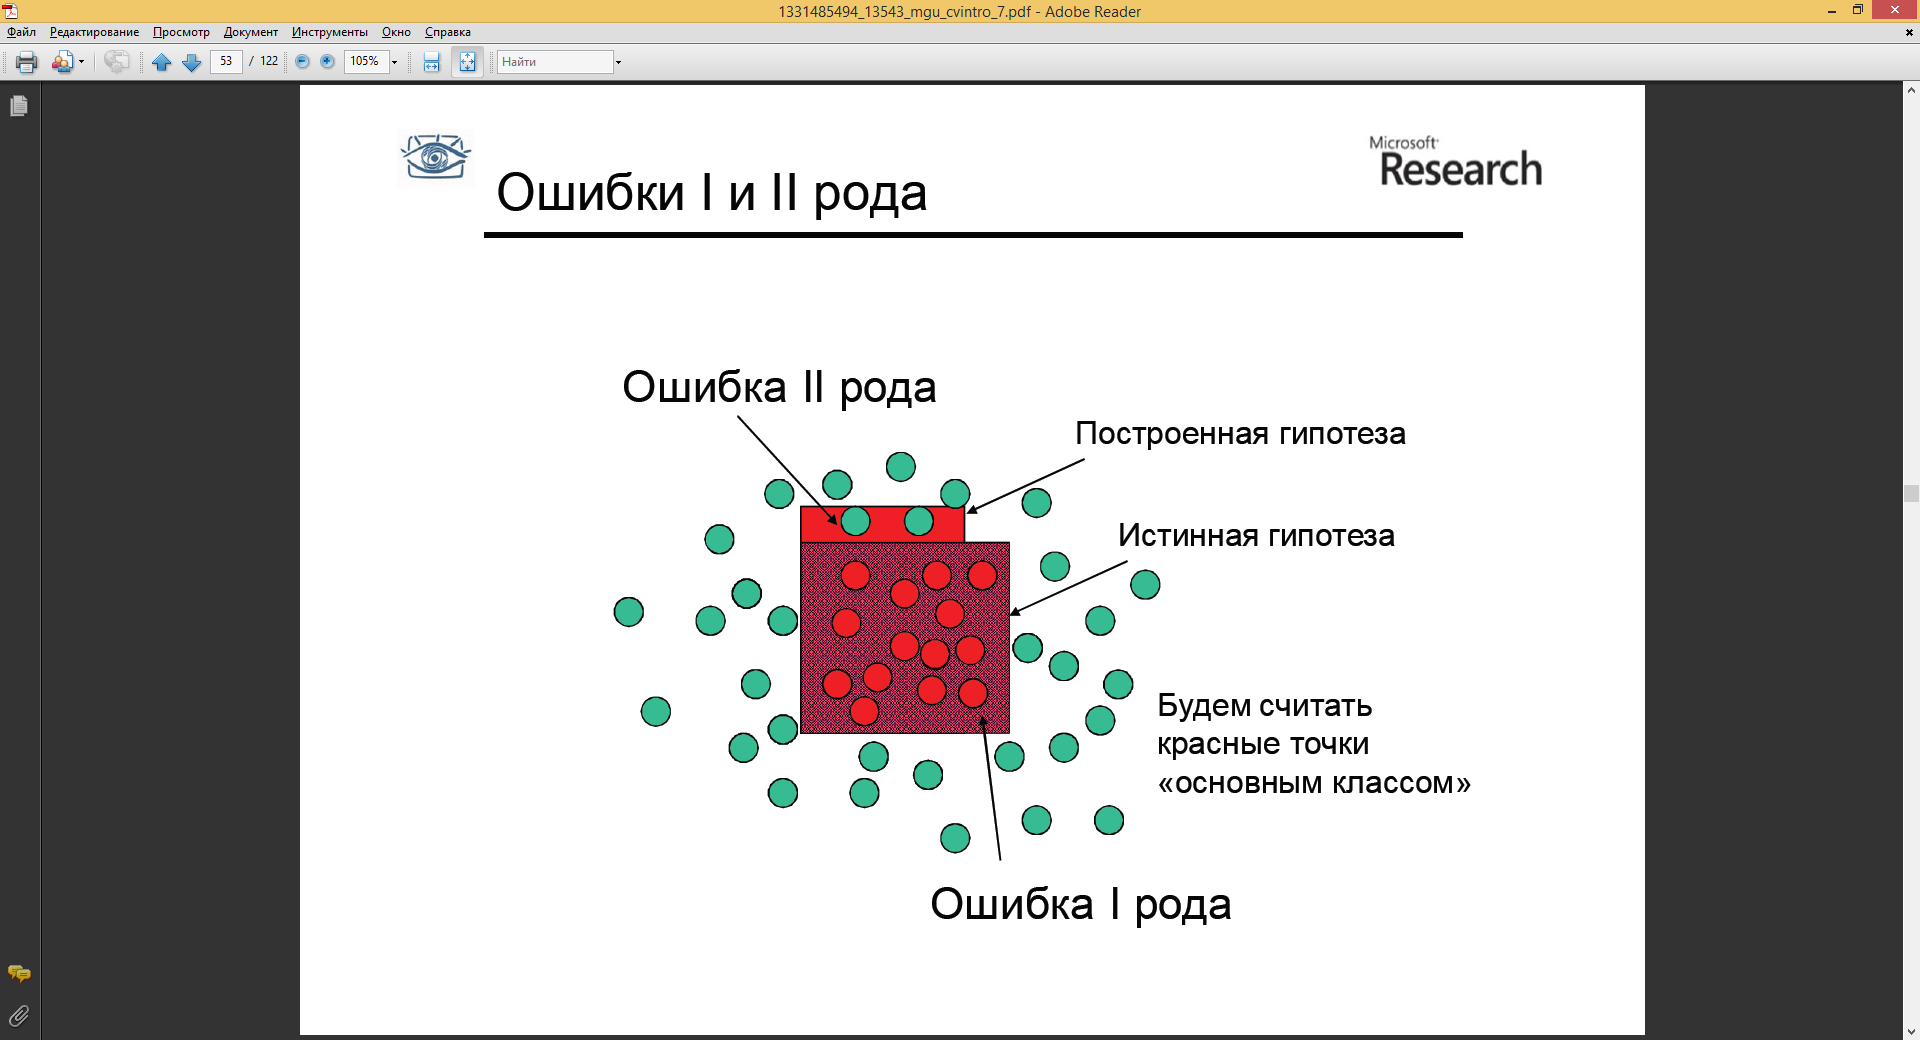 1331485494_13543_mgu_cvintro_7.pdf - Adobe Reader
Файл Редактирование Просмотр Документ Инструменты Окно Справка
53 / 122 105% Найти
Microsoft
Research
Ошибки I и II рода
Ошибка II рода
Построенная гипотеза
Истинная гипотеза
Будем считать
красные точки
«основным классом»
Ошибка I рода